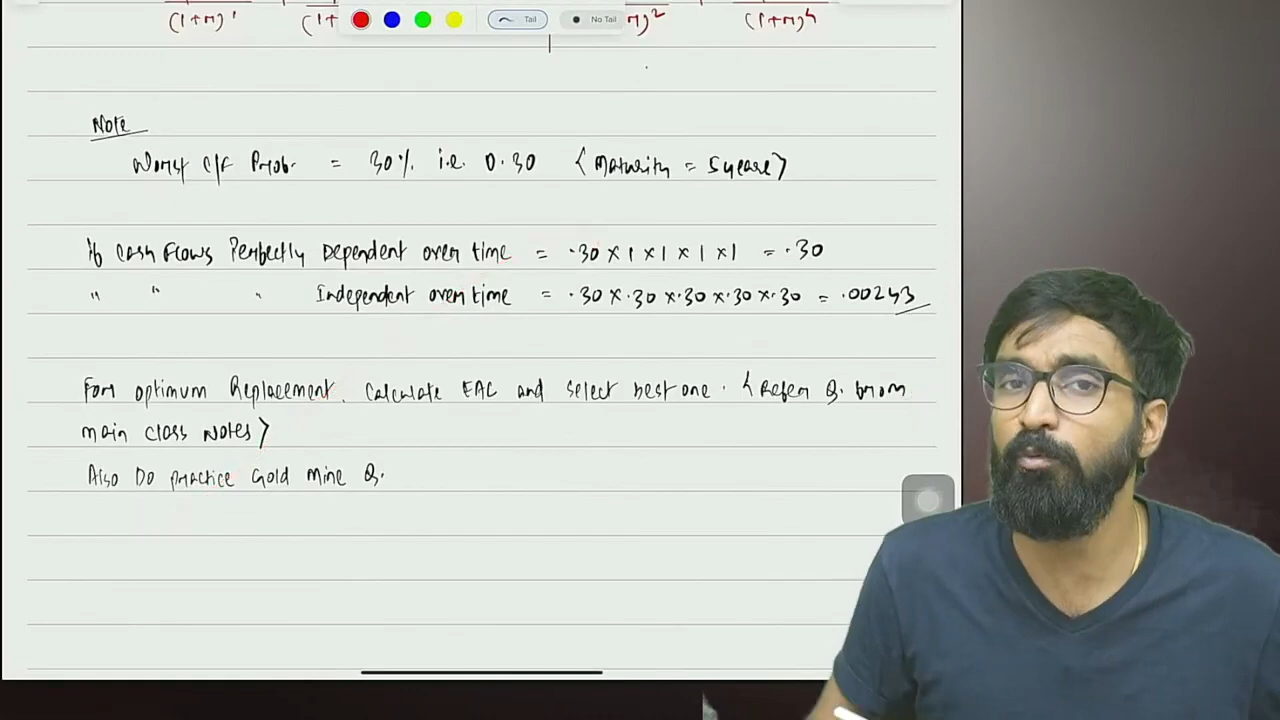 (1+r)¹ (1+ r)² (1+r)⁴
Tail No Tail
Note
Worst C/F Prob. = 30% i.e. 0.30 {Maturity = 5years}
if Cash Flows Perfectly Dependent over time = .30 x 1 x 1 x 1 x 1 = .30
" " " Independent over time = .30 x .30 x .30 x .30 x .30 = .00243
For optimum Replacement. Calculate EAC and select best one. {Refer Q. from
main class Notes}
Also Do practice Gold Mine Q.